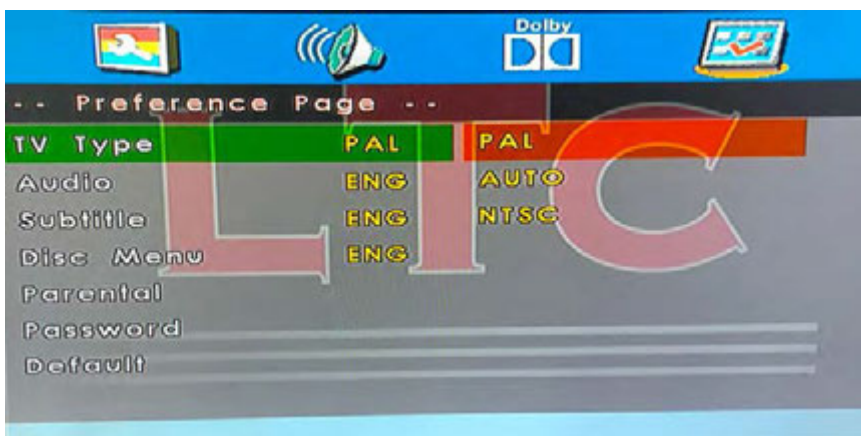 Dolby
-- Preference Page --
TV Type PAL PAL
Audio ENG AUTO
Subtitle ENG NTSC
Disc Menu ENG
Parental
Password
Default
LTC